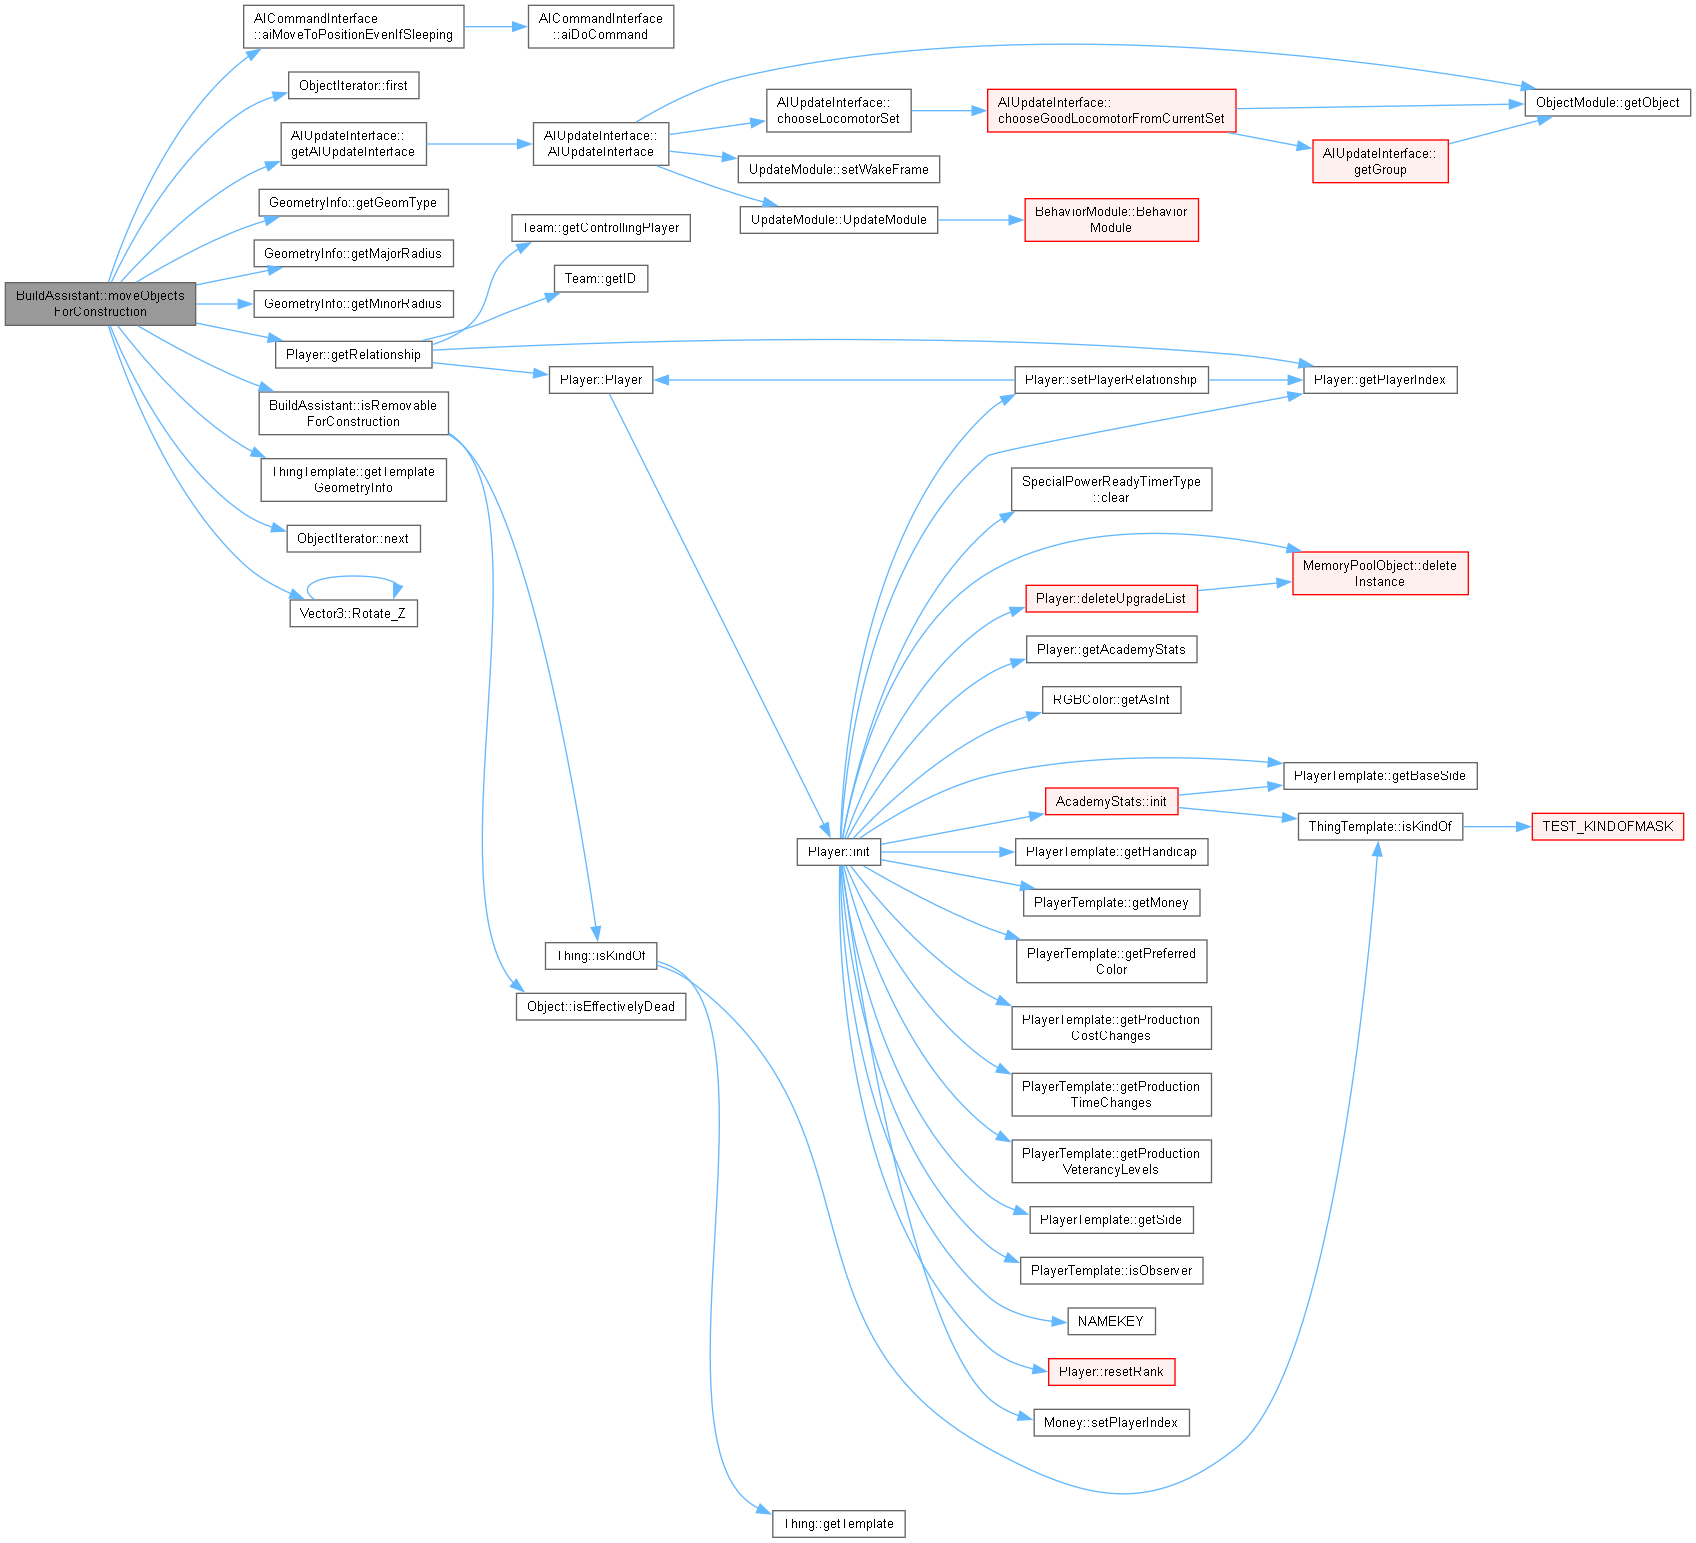 AICommandInterface
::aiMoveToPositionEvenIfSleeping
AICommandInterface
::aiDoCommand
ObjectIterator::first
AIUpdateInterface::
getAIUpdateInterface
AIUpdateInterface::
AIUpdateInterface
AIUpdateInterface::
chooseLocomotorSet
AIUpdateInterface::
chooseGoodLocomotorFromCurrentSet
ObjectModule::getObject
AIUpdateInterface::
getGroup
UpdateModule::setWakeFrame
UpdateModule::UpdateModule
BehaviorModule::Behavior
Module
GeometryInfo::getGeomType
GeometryInfo::getMajorRadius
GeometryInfo::getMinorRadius
Team::getControllingPlayer
Team::getID
BuildAssistant::moveObjects
ForConstruction
Player::getRelationship
Player::Player
Player::setPlayerRelationship
Player::getPlayerIndex
BuildAssistant::isRemovable
ForConstruction
ThingTemplate::getTemplate
GeometryInfo
ObjectIterator::next
Vector3::Rotate_Z
SpecialPowerReadyTimerType
::clear
MemoryPoolObject::delete
Instance
Player::deleteUpgradeList
Player::getAcademyStats
RGBColor::getAsInt
PlayerTemplate::getBaseSide
AcademyStats::init
ThingTemplate::isKindOf
TEST_KINDOFMASK
Player::init
PlayerTemplate::getHandicap
PlayerTemplate::getMoney
PlayerTemplate::getPreferred
Color
Thing::isKindOf
Object::isEffectivelyDead
PlayerTemplate::getProduction
CostChanges
PlayerTemplate::getProduction
TimeChanges
PlayerTemplate::getProduction
VeterancyLevels
PlayerTemplate::getSide
PlayerTemplate::isObserver
NAMEKEY
Player::resetRank
Money::setPlayerIndex
Thing::getTemplate